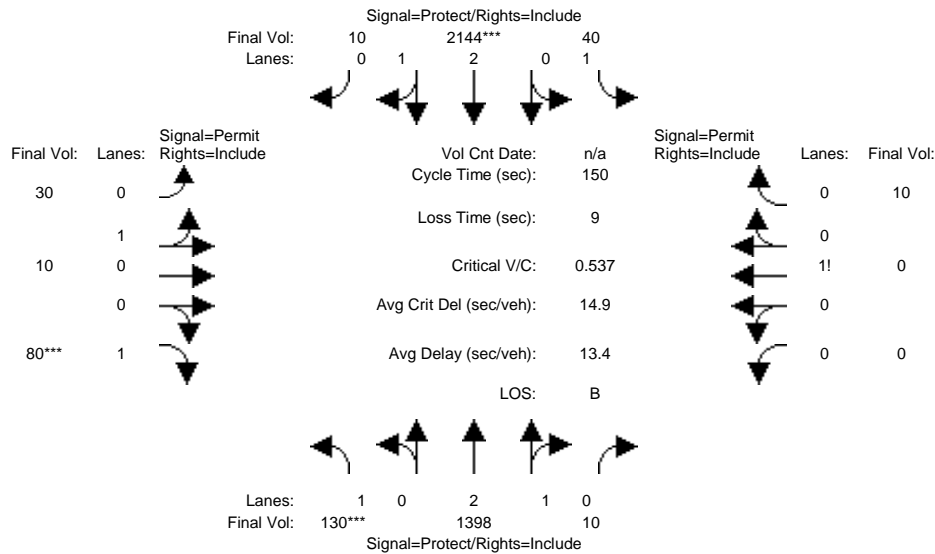 Signal=Protect/Rights=Include
Final Vol: 10 2144*** 40
Lanes: 0 1 2 0 1
Signal=Permit Signal=Permit
Final Vol: Lanes: Rights=Include Vol Cnt Date: n/a Rights=Include Lanes: Final Vol:
Cycle Time (sec): 150
30 0 0 10
Loss Time (sec): 9
1 0
10 0 Critical V/C: 0.537 1! 0
0 Avg Crit Del (sec/veh): 14.9 0
80*** 1 Avg Delay (sec/veh): 13.4 0 0
LOS: B
Lanes: 1 0 2 1 0
Final Vol: 130*** 1398 10
Signal=Protect/Rights=Include